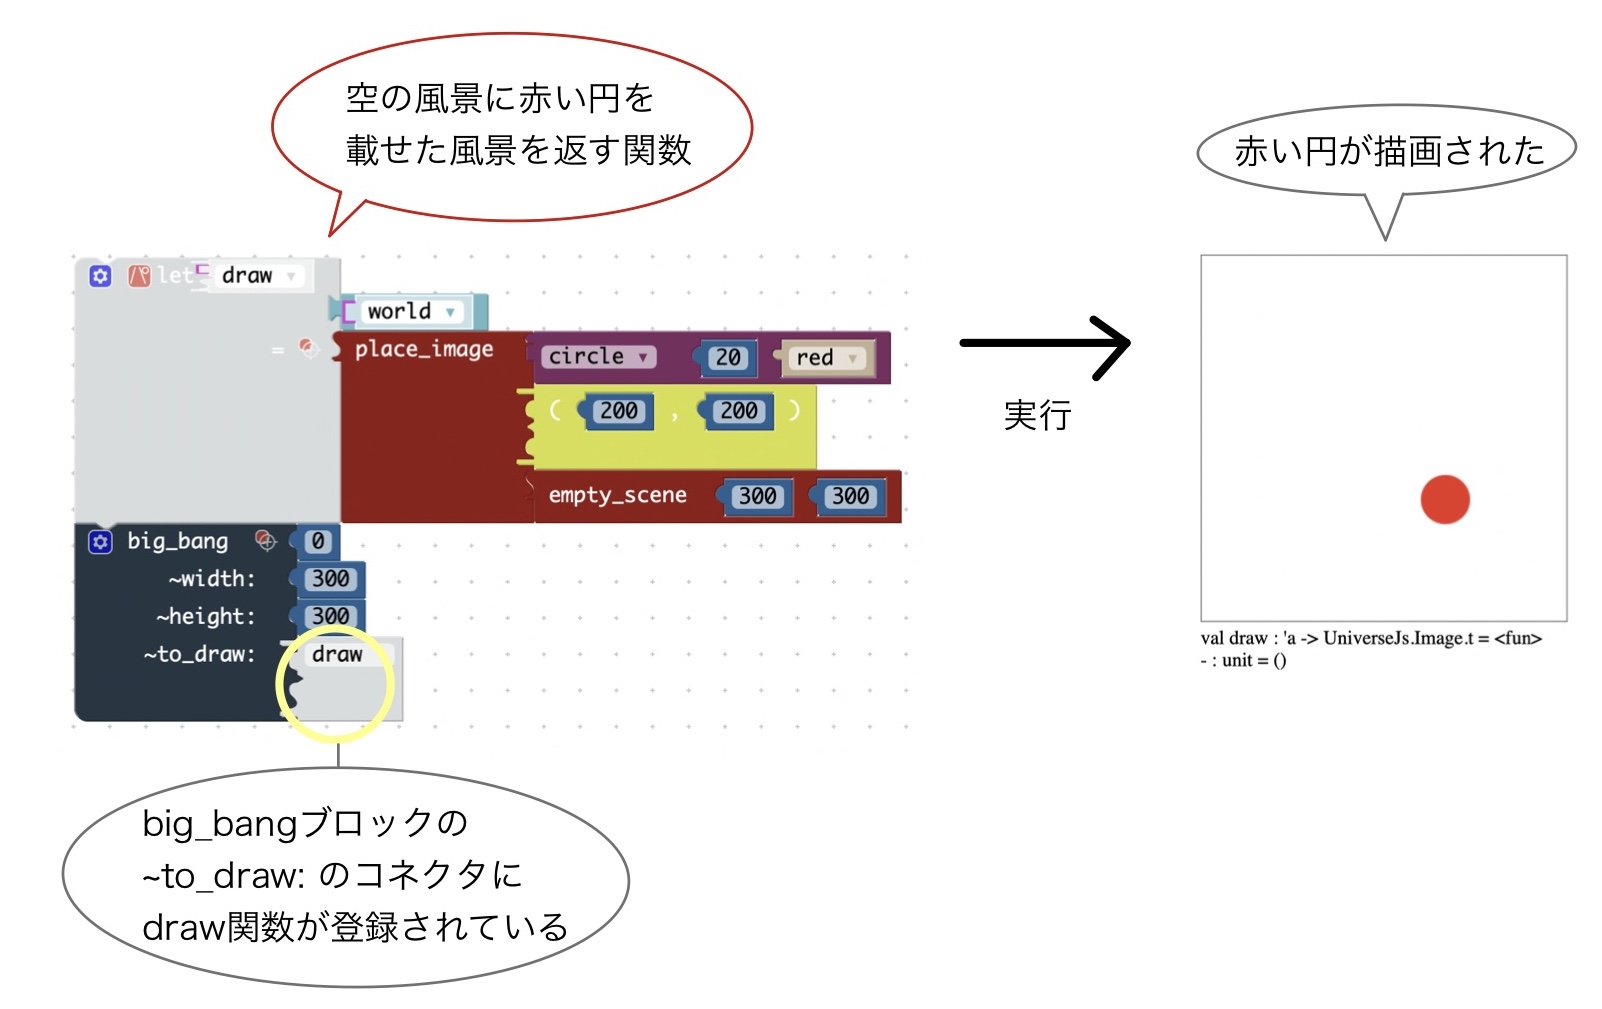 空の風景に赤い円を
載せた風景を返す関数
赤い円が描画された
let draw
world
= place_image circle 20 red
( 200 , 200 )
empty_scene 300 300
big_bang 0
~width: 300
~height: 300
~to_draw: draw
実行
val draw : 'a -> UniverseJs.Image.t = <fun>
- : unit = ()
big_bangブロックの
~to_draw: のコネクタに
draw関数が登録されている